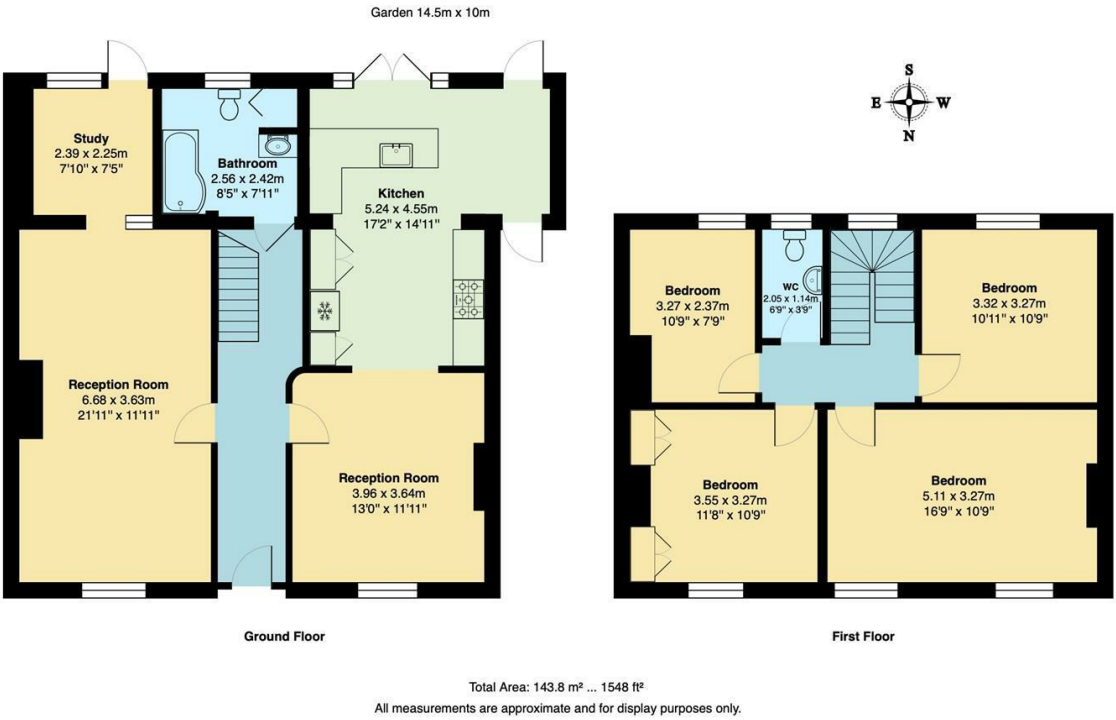 Garden 14.5m x 10m
S
E W
N
Study
2.39 x 2.25m
7'10" x 7'5"
Bathroom
2.56 x 2.42m
8'5" x 7'11"
Kitchen
5.24 x 4.55m
17'2" x 14'11"
Reception Room
6.68 x 3.63m
21'11" x 11'11"
Reception Room
3.96 x 3.64m
13'0" x 11'11"
Bedroom
3.27 x 2.37m
10'9" x 7'9"
WC
2.05 x 1.14m
6'9" x 3'9"
Bedroom
3.32 x 3.27m
10'11" x 10'9"
Bedroom
3.55 x 3.27m
11'8" x 10'9"
Bedroom
5.11 x 3.27m
16'9" x 10'9"
Ground Floor
First Floor
Total Area: 143.8 m² ... 1548 ft²
All measurements are approximate and for display purposes only.